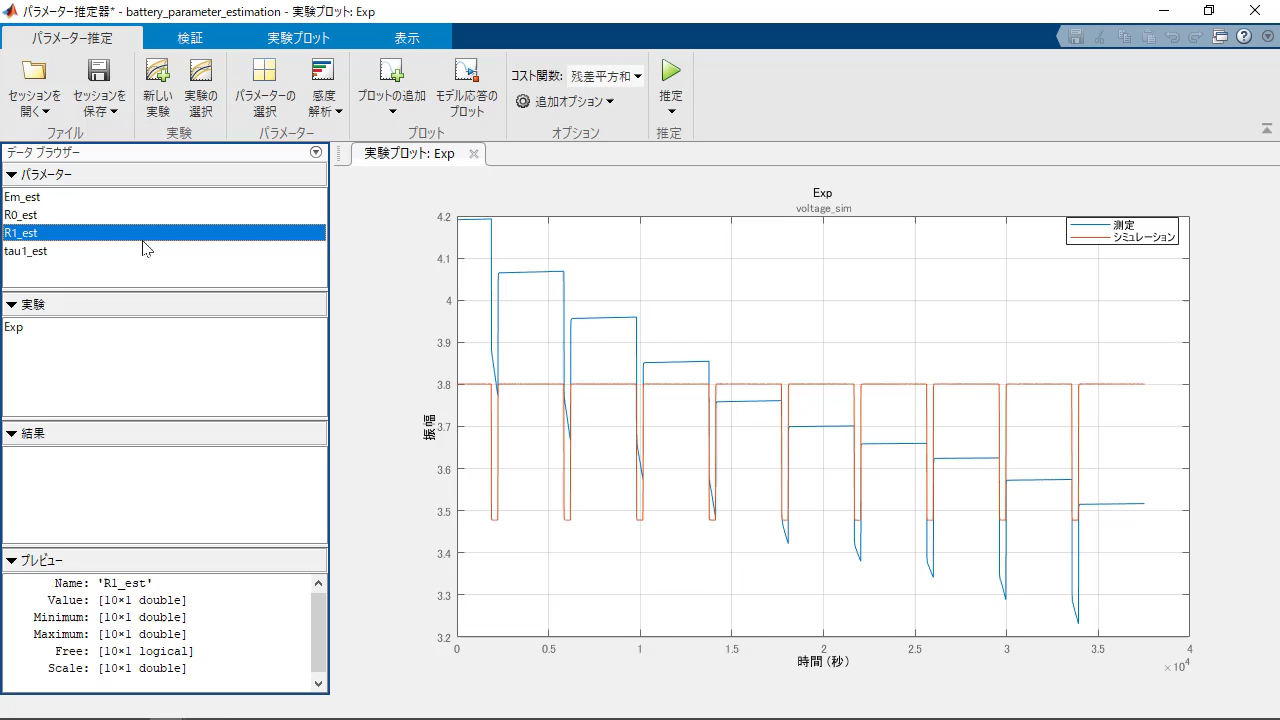 パラメーター推定器* - battery_parameter_estimation - 実験プロット: Exp
パラメーター推定
検証
実験プロット
表示
セッションを
開く
セッションを
保存
新しい
実験
実験の
選択
パラメーターの
選択
感度
解析
プロットの追加
モデル応答の
プロット
コスト関数:
残差平方和
追加オプション
推定
ファイル
実験
パラメーター
プロット
オプション
推定
データ ブラウザー
パラメーター
Em_est
R0_est
R1_est
tau1_est
実験
Exp
結果
プレビュー
Name: 'R1_est'
Value: [10×1 double]
Minimum: [10×1 double]
Maximum: [10×1 double]
Free: [10×1 logical]
Scale: [10×1 double]
実験プロット: Exp
Exp
voltage_sim
測定
シミュレーション
振幅
4.2
4.1
4
3.9
3.8
3.7
3.6
3.5
3.4
3.3
3.2
0
0.5
1
1.5
2
2.5
3
3.5
4
時間 (秒)
×10⁴